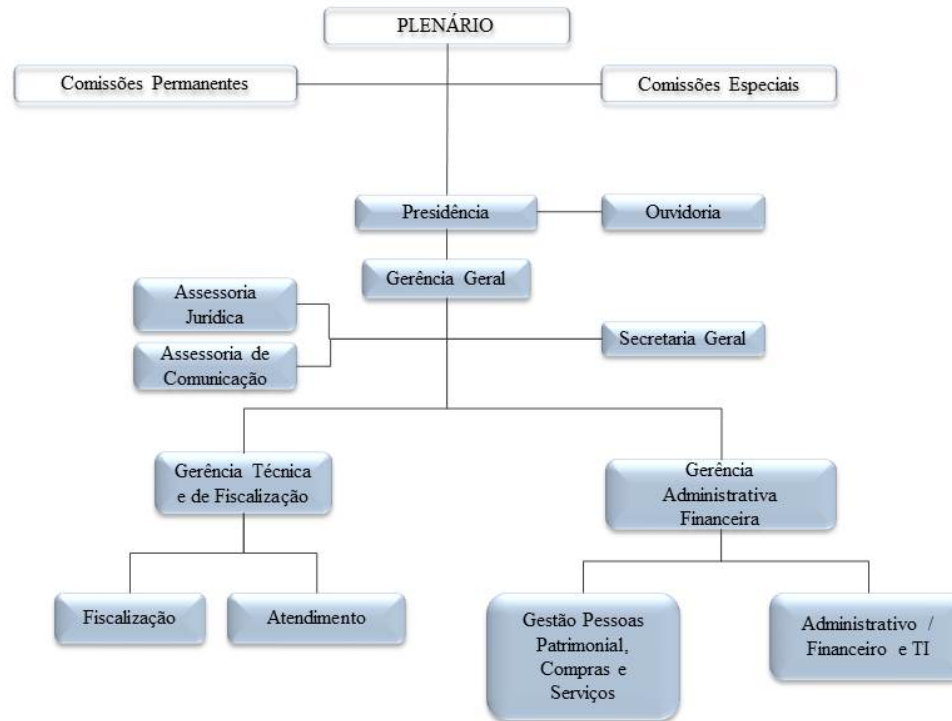 PLENÁRIO
Comissões Permanentes
Comissões Especiais
Presidência
Ouvidoria
Gerência Geral
Assessoria
Jurídica
Assessoria de
Comunicação
Secretaria Geral
Gerência Técnica
e de Fiscalização
Gerência
Administrativa
Financeira
Fiscalização
Atendimento
Gestão Pessoas
Patrimonial,
Compras e
Serviços
Administrativo /
Financeiro e TI